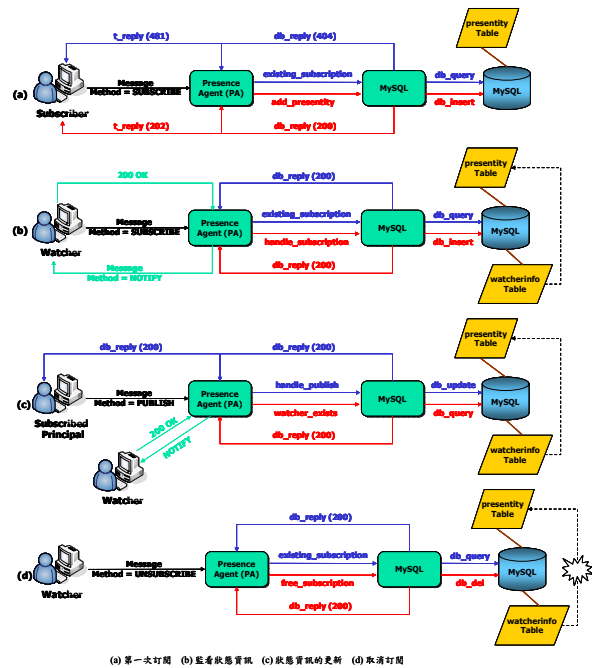 presentity
Table
t_reply (481)
db_reply (404)
(a)
Message
Method = SUBSCRIBE
Presence
Agent (PA)
existing_subscription
add_presentity
MySQL
db_query
db_insert
MySQL
Subscriber
t_reply (202)
db_reply (200)
presentity
Table
200 OK
db_reply (200)
(b)
Message
Method = SUBSCRIBE
Presence
Agent (PA)
existing_subscription
handle_subscription
MySQL
db_query
db_insert
MySQL
Watcher
Message
Method = NOTIFY
db_reply (200)
watcherinfo
Table
presentity
Table
db_reply (200)
db_reply (200)
(c)
Message
Method = PUBLISH
Presence
Agent (PA)
handle_publish
watcher_exists
MySQL
db_update
db_query
MySQL
Subscribed
Principal
200 OK
NOTIFY
db_reply (200)
watcherinfo
Table
Watcher
presentity
Table
db_reply (200)
(d)
Message
Method = UNSUBSCRIBE
Presence
Agent (PA)
existing_subscription
free_subscription
MySQL
db_query
db_del
MySQL
Watcher
db_reply (200)
watcherinfo
Table
(a) 第一次訂閱 (b) 監看狀態資訊 (c) 狀態資訊的更新 (d) 取消訂閱